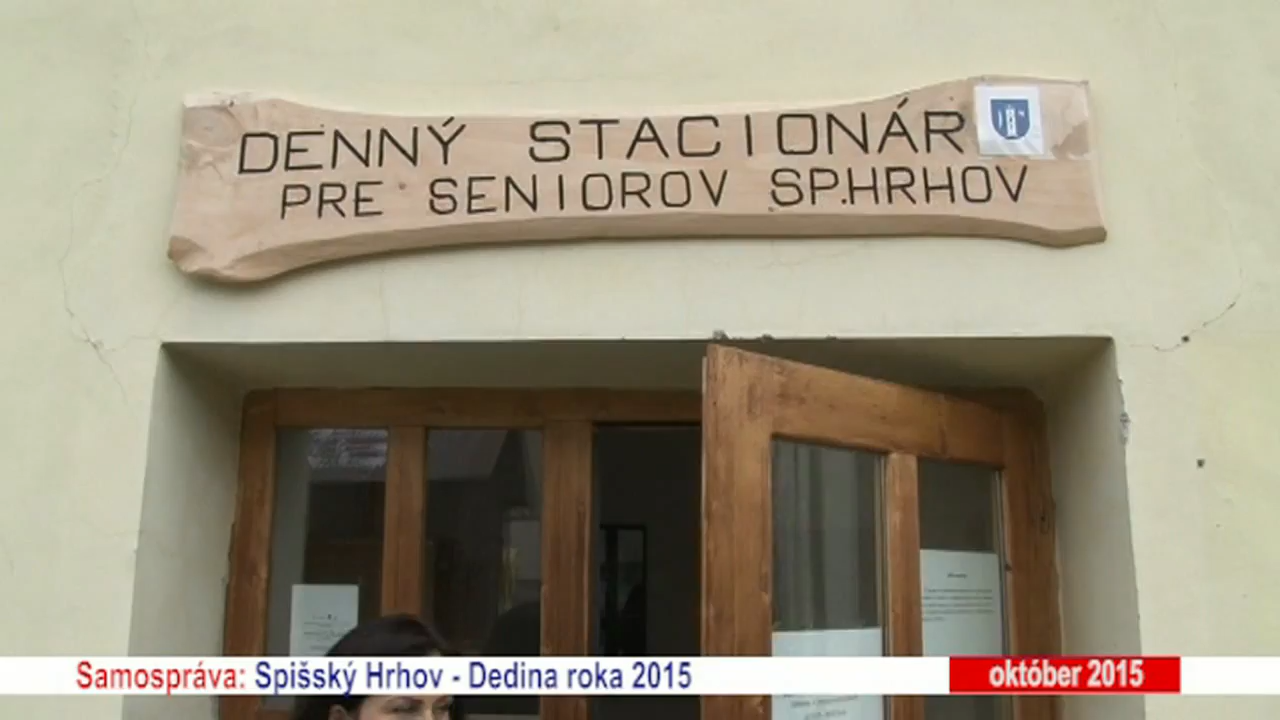 DENNÝ STACIONÁR
PRE SENIOROV SP.HRHOV
Samospráva: Spišský Hrhov - Dedina roka 2015
október 2015